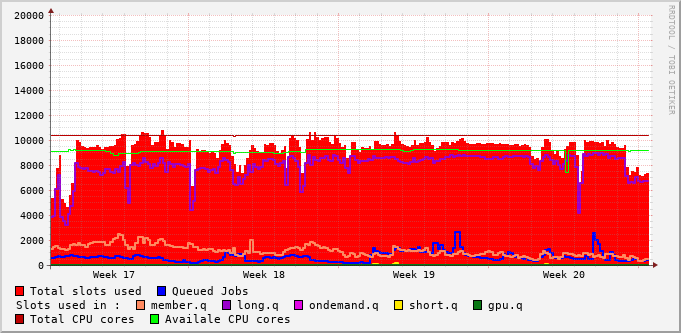 20000
18000
16000
14000
12000
10000
8000
6000
4000
2000
0
Week 17 Week 18 Week 19 Week 20
Total slots used Queued Jobs
Slots used in : member.q long.q ondemand.q short.q gpu.q
Total CPU cores Availale CPU cores
RRDTOOL / TOBI OETIKER